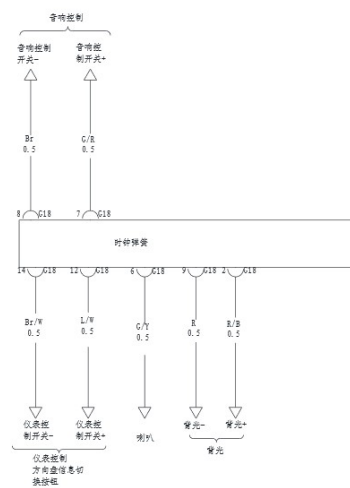 音响控制
音响控制
开关-
音响控
制开关+
Br
0.5
G/R
0.5
8 G18
7 G18
时钟弹簧
14 G18
12 G18
6 G18
9 G18
2 G18
Br/W
0.5
L/W
0.5
G/Y
0.5
R
0.5
R/B
0.5
仪表控
制开关-
仪表控
制开关+
喇叭
背光-
背光+
仪表控制
方向盘信息切
换按钮
背光